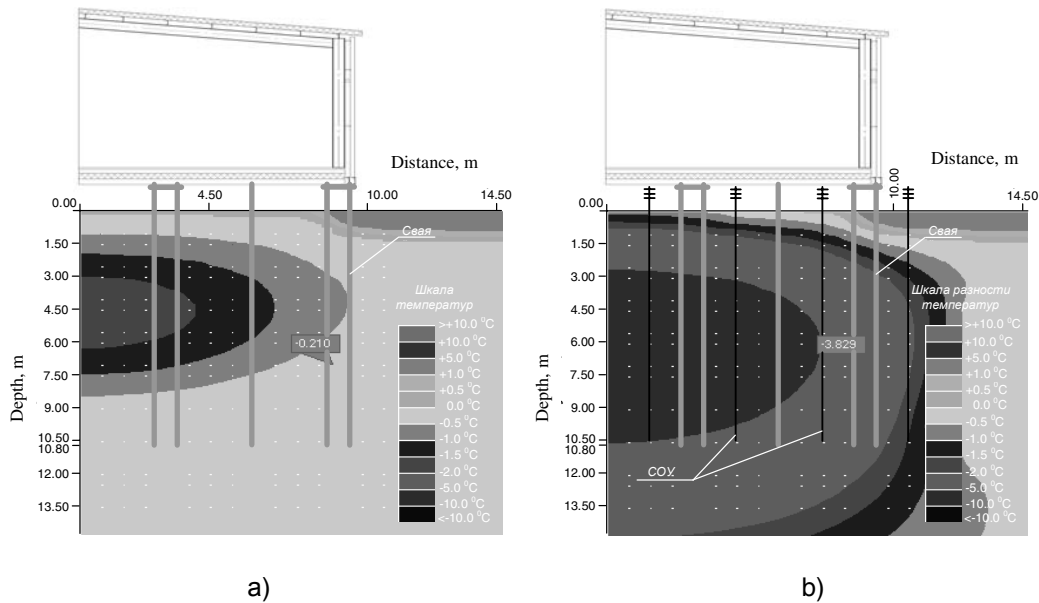 Distance, m
4.50
10.00
14.50
0.00
1.50
3.00
4.50
6.00
7.50
9.00
10.50
10.80
12.00
13.50
Depth, m
Свая
-0.210
Шкала
температур
>+10.0 °C
+10.0 °C
+5.0 °C
+1.0 °C
+0.5 °C
0.0 °C
-0.5 °C
-1.0 °C
-1.5 °C
-2.0 °C
-5.0 °C
-10.0 °C
<-10.0 °C
a)
Distance, m
10.00
14.50
0.00
1.50
3.00
4.50
6.00
7.50
9.00
10.50
10.80
12.00
13.50
Depth, m
Свая
-3.829
СОУ
Шкала разности
температур
>+10.0 °C
+10.0 °C
+5.0 °C
+1.0 °C
+0.5 °C
0.0 °C
-0.5 °C
-1.0 °C
-1.5 °C
-2.0 °C
-5.0 °C
-10.0 °C
<-10.0 °C
b)